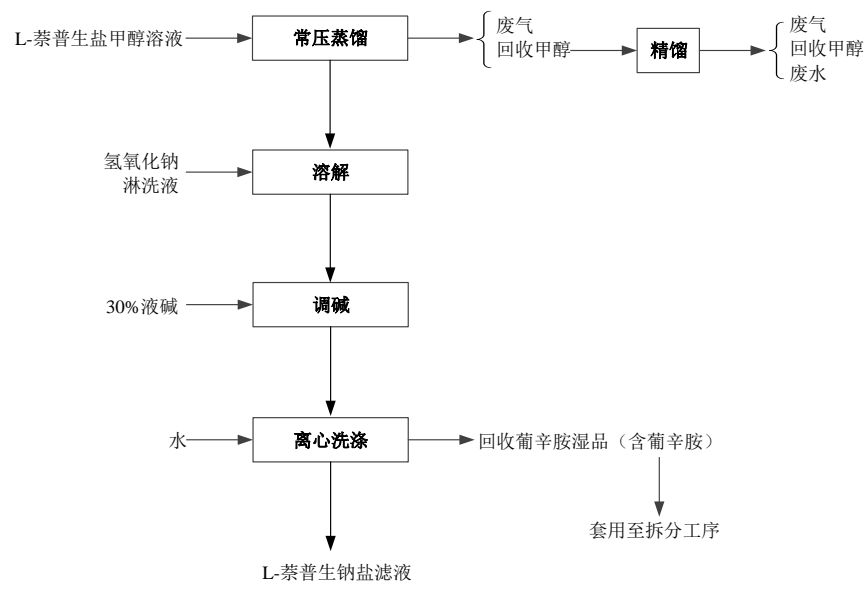 废气
L-萘普生盐甲醇溶液
常压蒸馏
回收甲醇
精馏
废气
回收甲醇
废水
氢氧化钠
淋洗液
溶解
30%液碱
调碱
水
离心洗涤
回收葡辛胺湿品（含葡辛胺）
套用至拆分工序
L-萘普生钠盐滤液